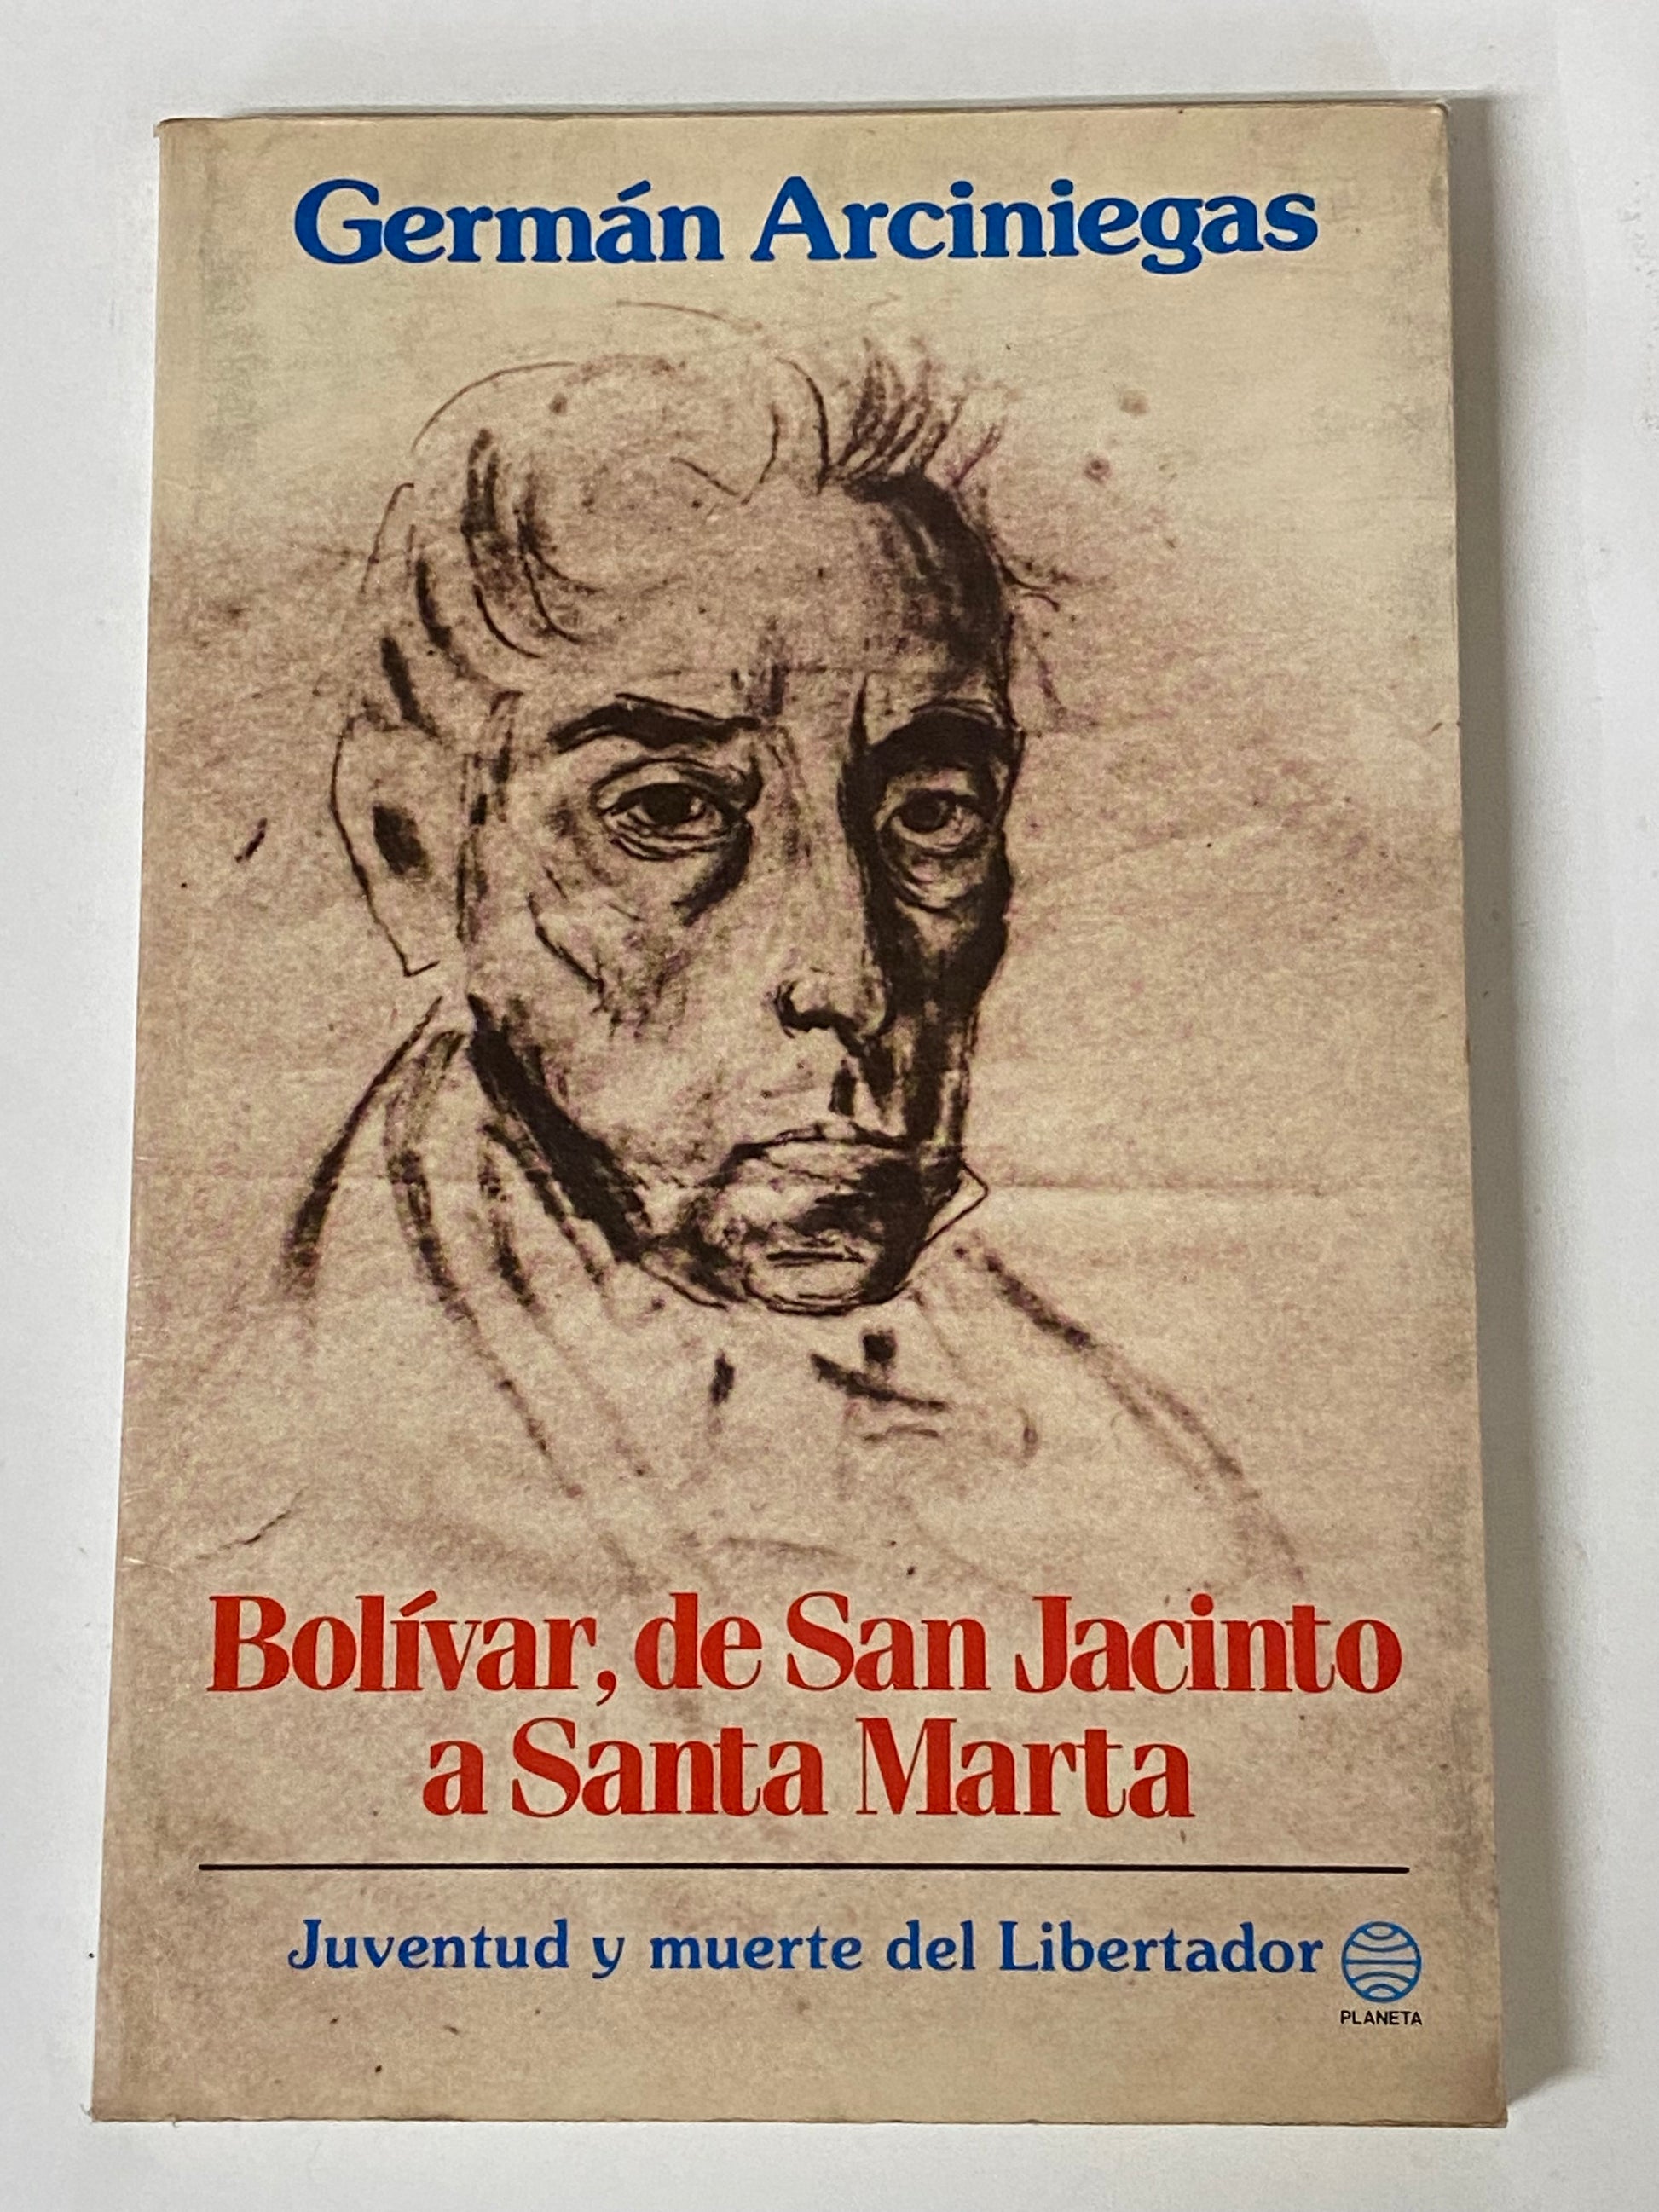 Germán Arciniegas
Bolívar, de San Jacinto
a Santa Marta
Juventud y muerte del Libertador
PLANETA